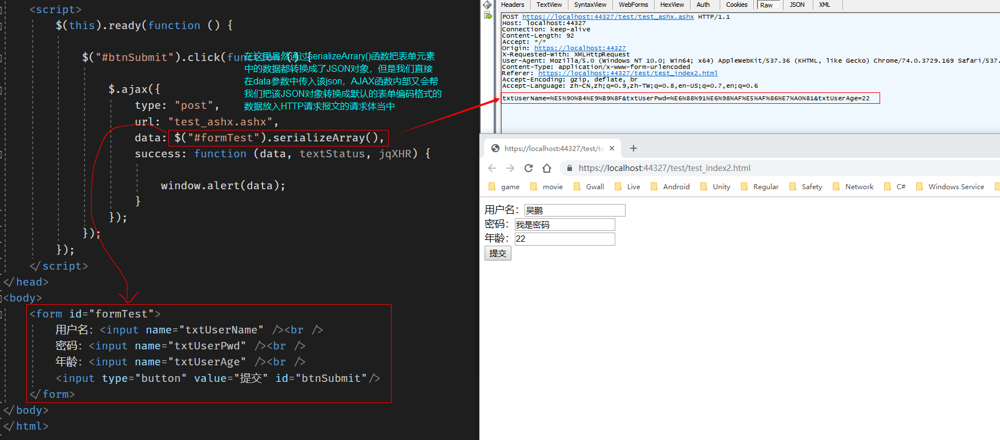 <script>
$(this).ready(function () {
$("#btnSubmit").click(function () {
在这里虽然通过serializeArrary()函数把表单元素
中的数据都转换成了JSON对象，但是我们直接
在data参数中传入该json，AJAX函数内部又会帮
我们把该JSON对象转换成默认的表单编码格式的
数据放入HTTP请求报文的请求体当中
$.ajax({
type: "post",
url: "test_ashx.ashx",
data: $("#formTest").serializeArray(),
success: function (data, textStatus, jqXHR) {
window.alert(data);
}
});
});
});
</script>
</head>
<body>
<form id="formTest">
用户名：<input name="txtUserName" /><br />
密码：<input name="txtUserPwd" /><br />
年龄：<input name="txtUserAge" /><br />
<input type="button" value="提交" id="btnSubmit"/>
</form>
</body>
</html>
Headers TextView SyntaxView WebForms HexView Auth Cookies Raw JSON XML
POST https://localhost:44327/test/test_ashx.ashx HTTP/1.1
Host: localhost:44327
Connection: keep-alive
Content-Length: 92
Accept: */*
Origin: https://localhost:44327
X-Requested-With: XMLHttpRequest
User-Agent: Mozilla/5.0 (Windows NT 10.0; Win64; x64) AppleWebKit/537.36 (KHTML, like Gecko) Chrome/74.0.3729.169 Safari/537.
Content-Type: application/x-www-form-urlencoded
Referer: https://localhost:44327/test/test_index2.html
Accept-Encoding: gzip, deflate, br
Accept-Language: zh-CN,zh;q=0.9,zh-TW;q=0.8,en-US;q=0.7,en;q=0.6
txtUserName=%E5%90%B4%E9%B9%8F&txtUserPwd=%E6%88%91%E6%98%AF%E5%AF%86%E7%A0%81&txtUserAge=22
https://localhost:44327/test/te
https://localhost:44327/test/test_index2.html
game movie Gwall Live Android Unity Regular Safety Network C# Windows Service
用户名：吴鹏
密码：我是密码
年龄：22
提交